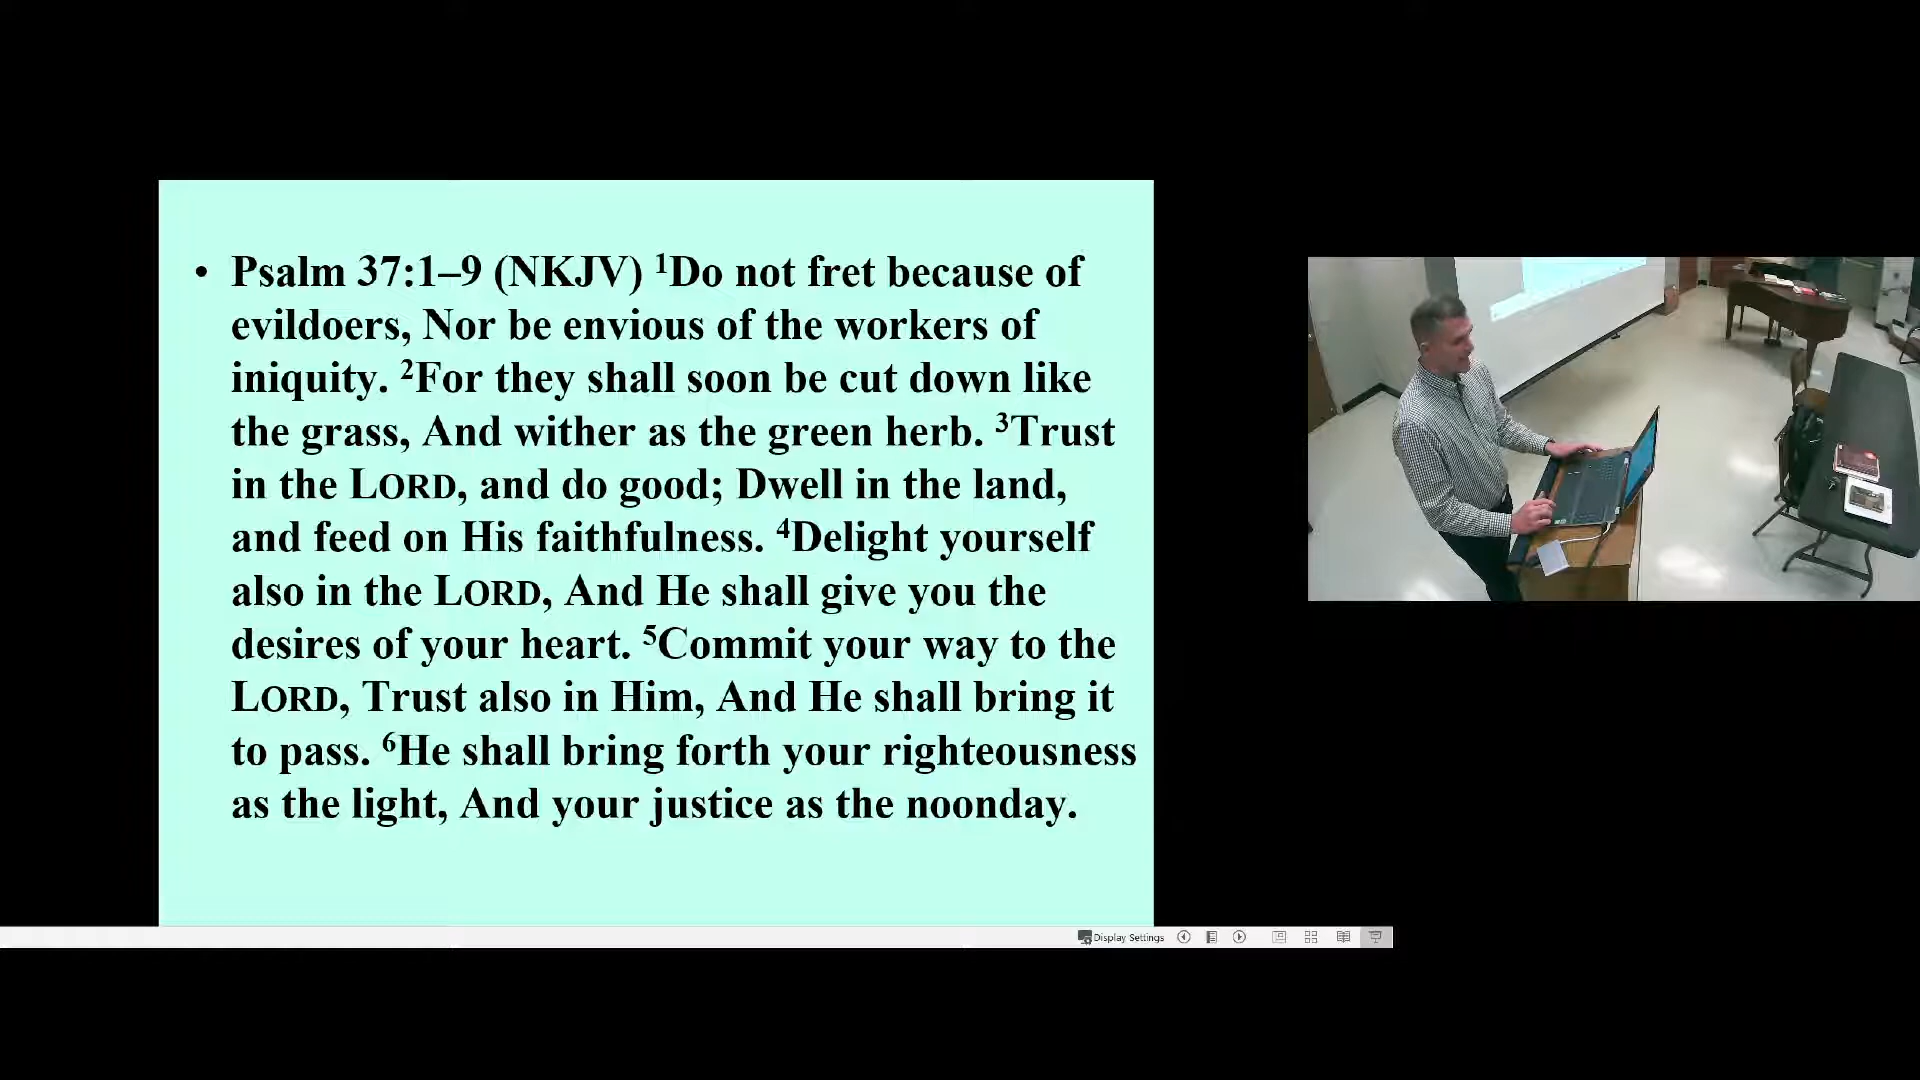 • Psalm 37:1–9 (NKJV) ¹Do not fret because of
evildoers, Nor be envious of the workers of
iniquity. ²For they shall soon be cut down like
the grass, And wither as the green herb. ³Trust
in the LORD, and do good; Dwell in the land,
and feed on His faithfulness. ⁴Delight yourself
also in the LORD, And He shall give you the
desires of your heart. ⁵Commit your way to the
LORD, Trust also in Him, And He shall bring it
to pass. ⁶He shall bring forth your righteousness
as the light, And your justice as the noonday.
Display Settings